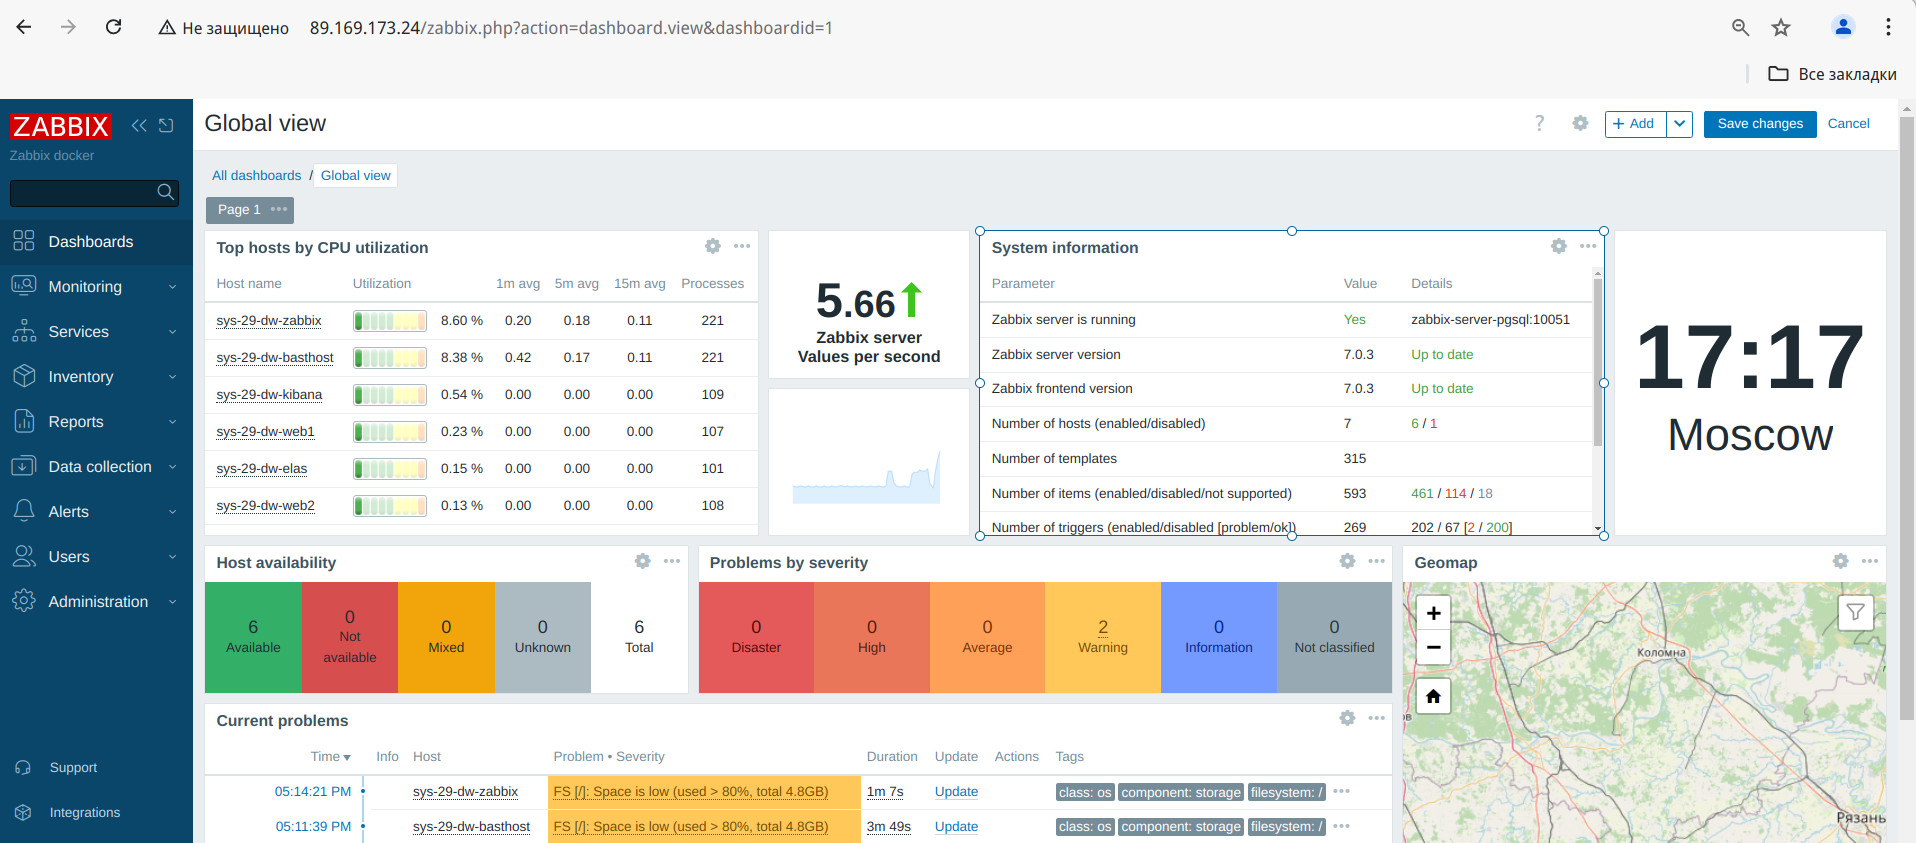 Не защищено 89.169.173.24/zabbix.php?action=dashboard.view&dashboardid=1
Все закладки
ZABBIX
Zabbix docker
Dashboards
Monitoring
Services
Inventory
Reports
Data collection
Alerts
Users
Administration
Support
Integrations
Global view
? + Add Save changes Cancel
All dashboards / Global view
Page 1
Top hosts by CPU utilization
Host name Utilization 1m avg 5m avg 15m avg Processes
sys-29-dw-zabbix 8.60 % 0.20 0.18 0.11 221
sys-29-dw-basthost 8.38 % 0.42 0.17 0.11 221
sys-29-dw-kibana 0.54 % 0.00 0.00 0.00 109
sys-29-dw-web1 0.23 % 0.00 0.00 0.00 107
sys-29-dw-elas 0.15 % 0.00 0.00 0.00 101
sys-29-dw-web2 0.13 % 0.00 0.00 0.00 108
5.66
Zabbix server
Values per second
System information
Parameter Value Details
Zabbix server is running Yes zabbix-server-pgsql:10051
Zabbix server version 7.0.3 Up to date
Zabbix frontend version 7.0.3 Up to date
Number of hosts (enabled/disabled) 7 6 / 1
Number of templates 315
Number of items (enabled/disabled/not supported) 593 461 / 114 / 18
Number of triggers (enabled/disabled [problem/ok]) 269 202 / 67 [2 / 200]
17:17
Moscow
Host availability
6 Available
0 Not available
0 Mixed
0 Unknown
6 Total
Problems by severity
0 Disaster
0 High
0 Average
2 Warning
0 Information
0 Not classified
Geomap
+
−
Коломна
ов
Рязань
Current problems
Time Info Host Problem • Severity Duration Update Actions Tags
05:14:21 PM sys-29-dw-zabbix FS [/]: Space is low (used > 80%, total 4.8GB) 1m 7s Update class: os component: storage filesystem: /
05:11:39 PM sys-29-dw-basthost FS [/]: Space is low (used > 80%, total 4.8GB) 3m 49s Update class: os component: storage filesystem: /